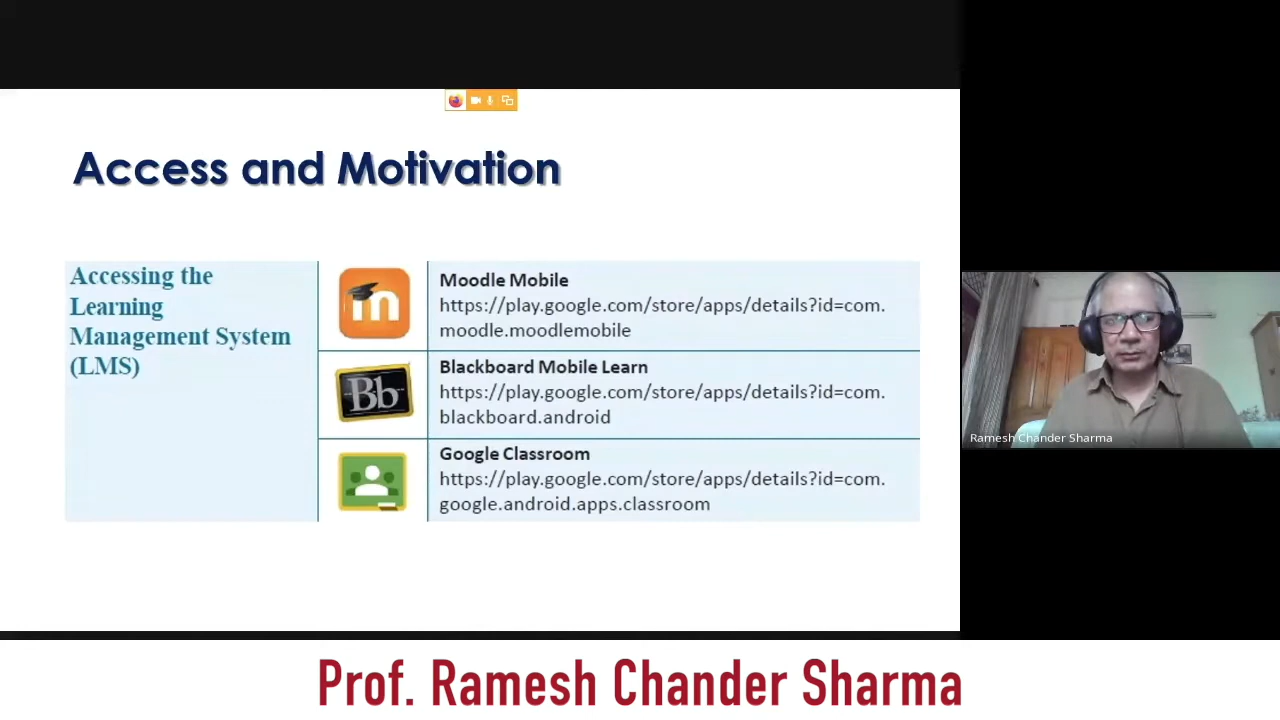 Access and Motivation
Accessing the
Learning
Management System
(LMS)
m
Moodle Mobile
https://play.google.com/store/apps/details?id=com.
moodle.moodlemobile
Bb
Blackboard Mobile Learn
https://play.google.com/store/apps/details?id=com.
blackboard.android
Google Classroom
https://play.google.com/store/apps/details?id=com.
google.android.apps.classroom
Ramesh Chander Sharma
Prof. Ramesh Chander Sharma